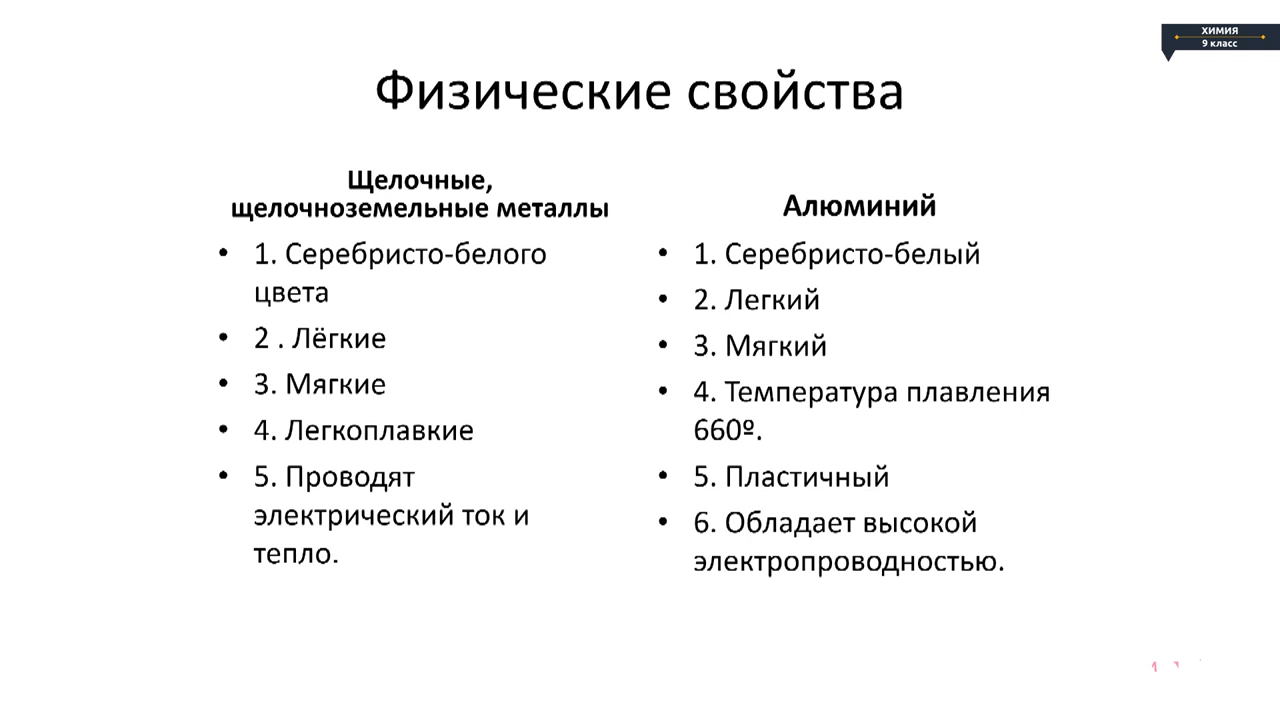 ХИМИЯ
9 класс
Физические свойства
Щелочные,
щелочноземельные металлы
• 1. Серебристо-белого
цвета
• 2 . Лёгкие
• 3. Мягкие
• 4. Легкоплавкие
• 5. Проводят
электрический ток и
тепло.
Алюминий
• 1. Серебристо-белый
• 2. Легкий
• 3. Мягкий
• 4. Температура плавления
660º.
• 5. Пластичный
• 6. Обладает высокой
электропроводностью.